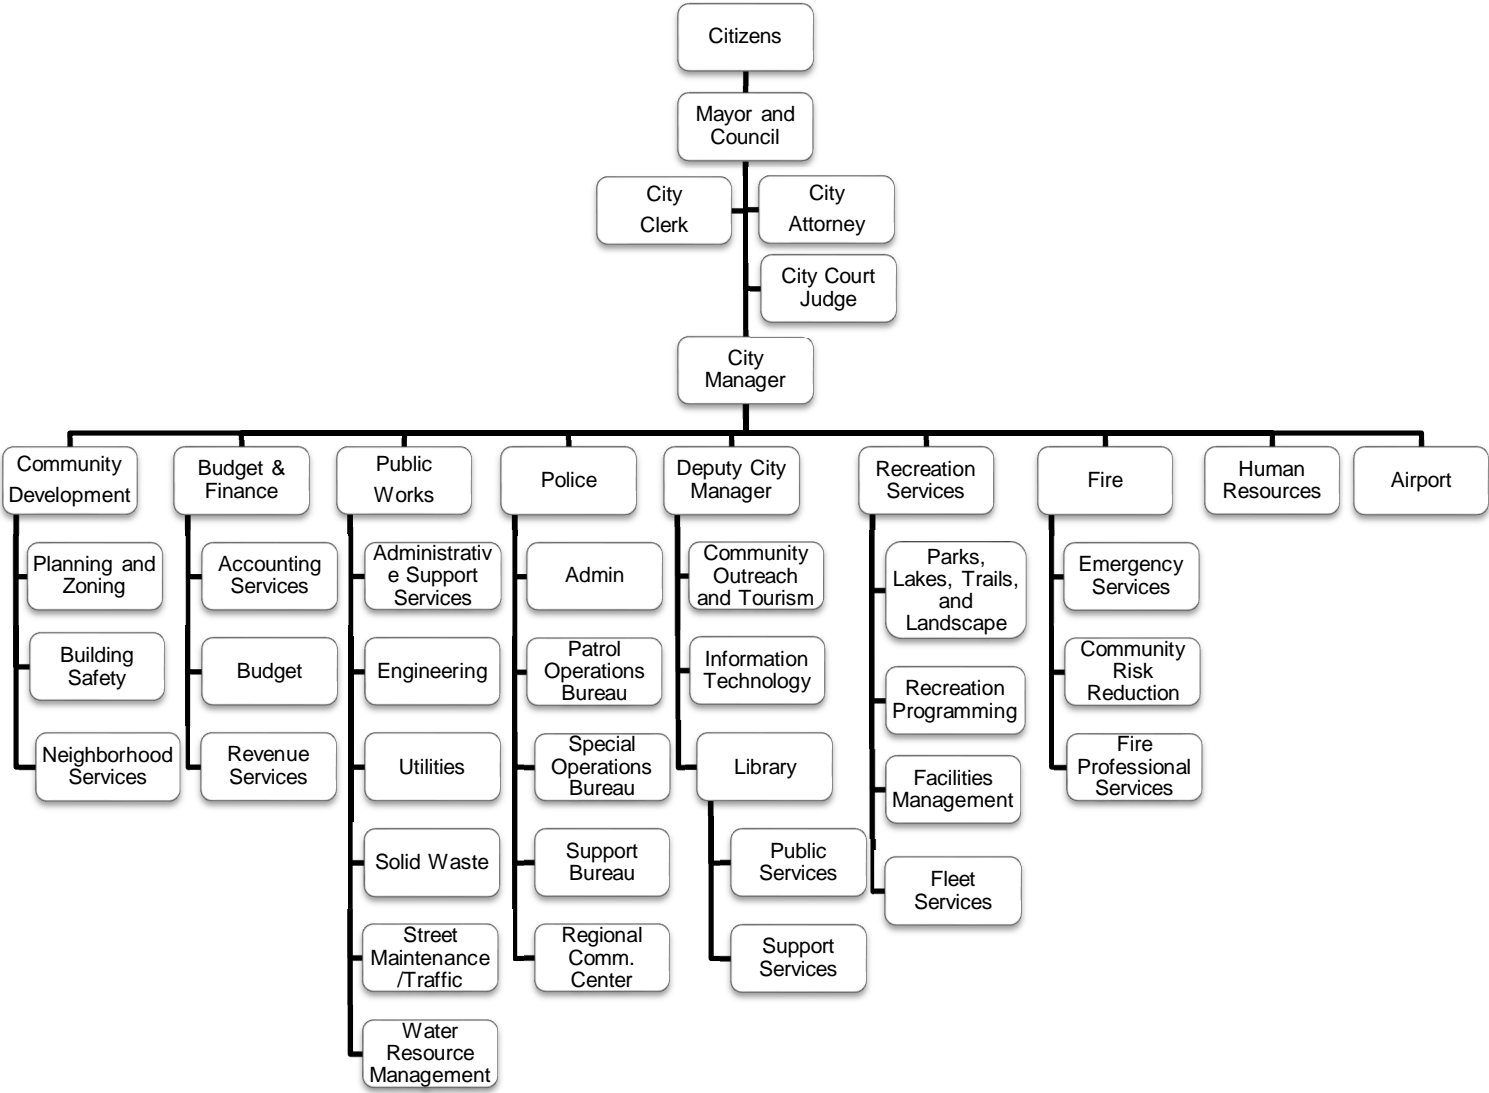 Citizens
Mayor and
Council
City
Clerk
City
Attorney
City Court
Judge
City
Manager
Community
Development
Budget &
Finance
Public
Works
Police
Deputy City
Manager
Recreation
Services
Fire
Human
Resources
Airport
Planning and
Zoning
Building
Safety
Neighborhood
Services
Accounting
Services
Budget
Revenue
Services
Administrativ
e Support
Services
Engineering
Utilities
Solid Waste
Street
Maintenance
/Traffic
Water
Resource
Management
Admin
Patrol
Operations
Bureau
Special
Operations
Bureau
Support
Bureau
Regional
Comm.
Center
Community
Outreach
and Tourism
Information
Technology
Library
Public
Services
Support
Services
Parks,
Lakes, Trails,
and
Landscape
Recreation
Programming
Facilities
Management
Fleet
Services
Emergency
Services
Community
Risk
Reduction
Fire
Professional
Services